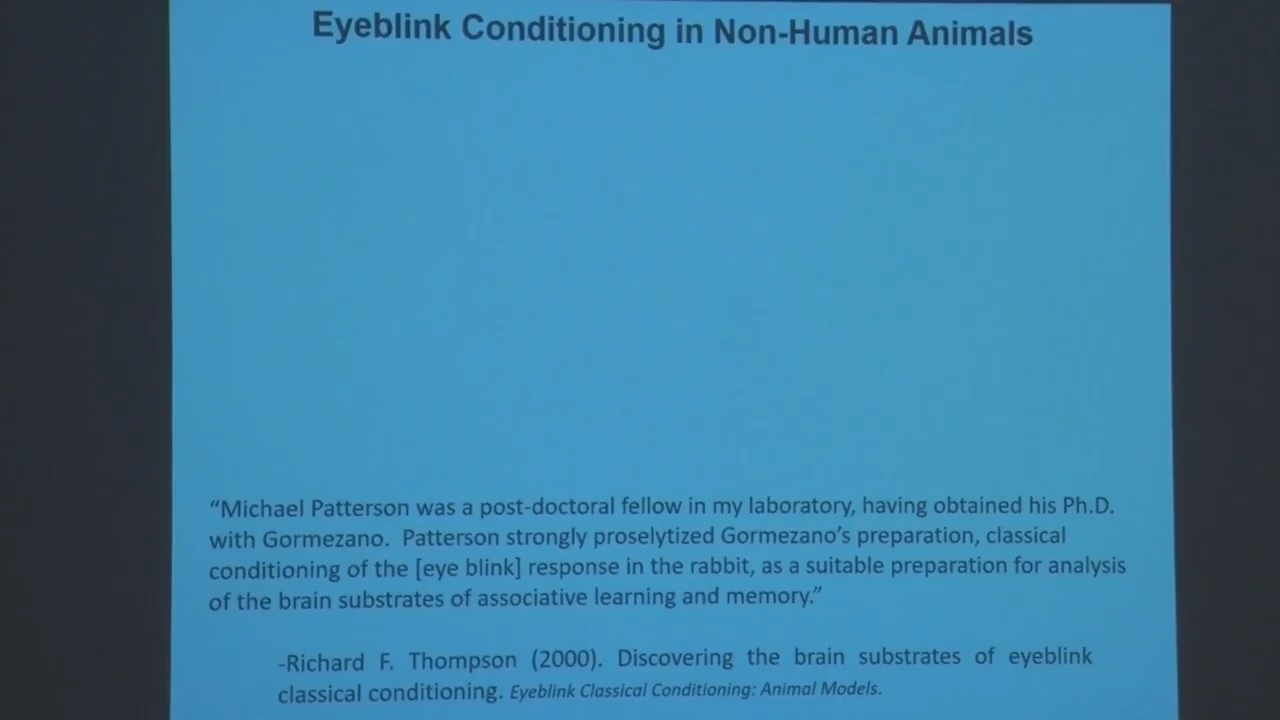 Eyeblink Conditioning in Non-Human Animals
“Michael Patterson was a post-doctoral fellow in my laboratory, having obtained his Ph.D.
with Gormezano. Patterson strongly proselytized Gormezano’s preparation, classical
conditioning of the [eye blink] response in the rabbit, as a suitable preparation for analysis
of the brain substrates of associative learning and memory.”
-Richard F. Thompson (2000). Discovering the brain substrates of eyeblink
classical conditioning. Eyeblink Classical Conditioning: Animal Models.